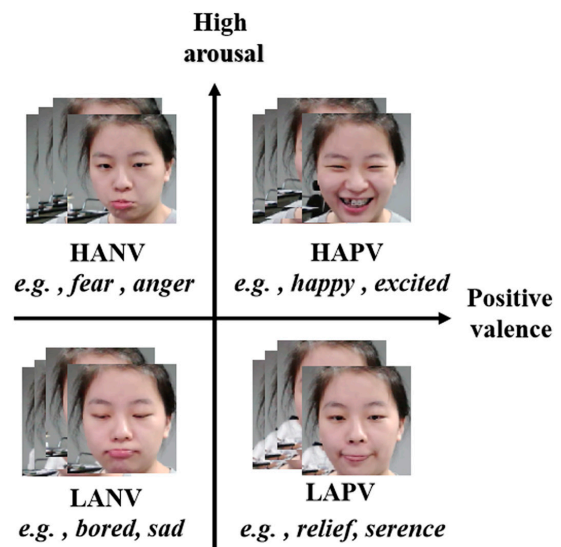 High
arousal
HANV
e.g. , fear , anger
HAPV
e.g. , happy , excited
Positive
valence
LANV
e.g. , bored, sad
LAPV
e.g. , relief, serence